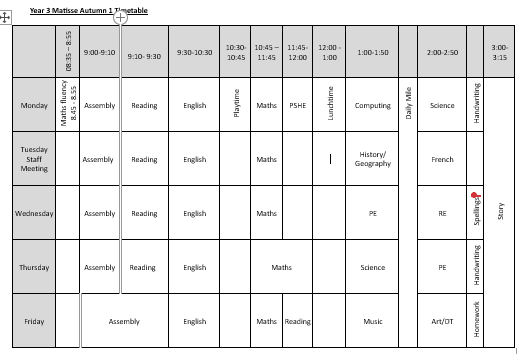 Year 3 Matisse Autumn 1 Timetable
08:35 – 8:55
9:00-9:10
9:10- 9:30
9:30-10:30
10:30-
10:45
10:45 –
11:45
11:45-
12:00
12:00 -
1:00
1:00-1:50
2:00-2:50
3:00-
3:15
Monday
Maths fluency
8.45 - 8.55
Assembly
Reading
English
Playtime
Maths
PSHE
Lunchtime
Computing
Daily Mile
Science
Handwriting
Tuesday
Staff
Meeting
Assembly
Reading
English
Maths
History/
Geography
French
Wednesday
Assembly
Reading
English
Maths
PE
RE
Spellings
Story
Thursday
Assembly
Reading
English
Maths
Science
PE
Handwriting
Friday
Assembly
English
Maths
Reading
Music
Art/DT
Homework